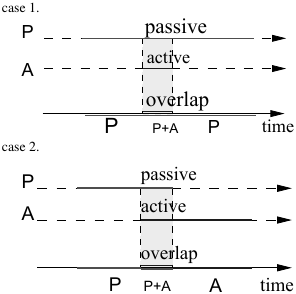 case 1.
P passive
A active
overlap
P P+A P time
case 2.
P passive
A active
overlap
P P+A A time